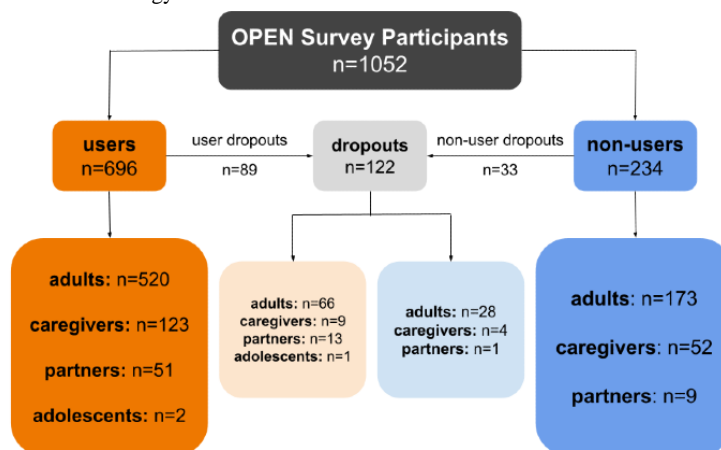 OPEN Survey Participants
n=1052
users
n=696
user dropouts
n=89
dropouts
n=122
non-user dropouts
n=33
non-users
n=234
adults: n=520
caregivers: n=123
partners: n=51
adolescents: n=2
adults: n=66
caregivers: n=9
partners: n=13
adolescents: n=1
adults: n=28
caregivers: n=4
partners: n=1
adults: n=173
caregivers: n=52
partners: n=9